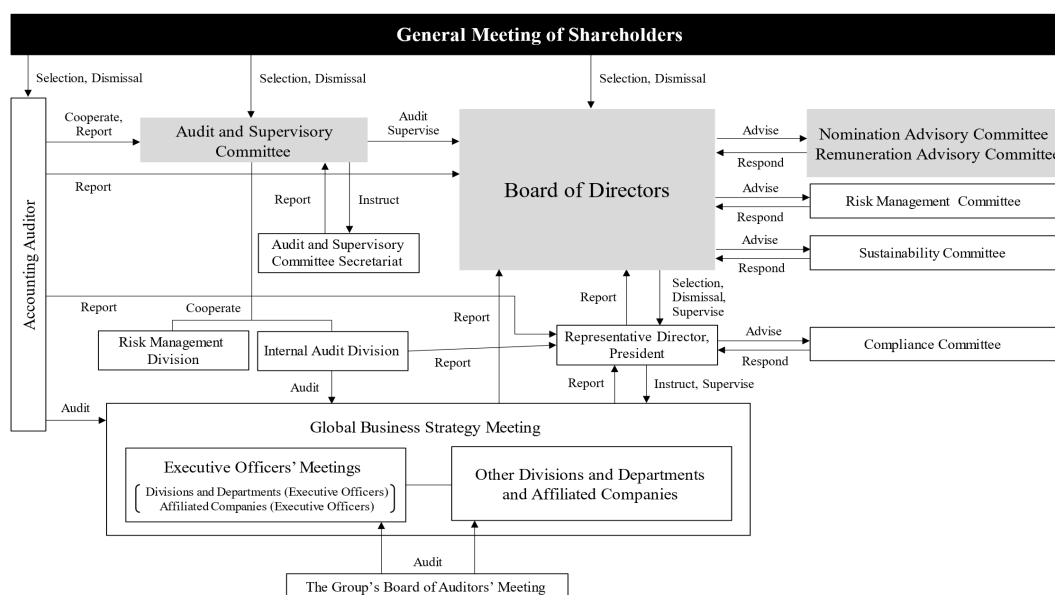 General Meeting of Shareholders
Selection, Dismissal
Selection, Dismissal
Selection, Dismissal
Accounting Auditor
Cooperate,
Report
Audit and Supervisory
Committee
Audit
Supervise
Board of Directors
Advise
Respond
Nomination Advisory Committee
Remuneration Advisory Committee
Report
Report
Instruct
Advise
Respond
Risk Management Committee
Audit and Supervisory
Committee Secretariat
Advise
Respond
Sustainability Committee
Report
Cooperate
Report
Report
Selection,
Dismissal,
Supervise
Risk Management
Division
Internal Audit Division
Report
Representative Director,
President
Advise
Respond
Compliance Committee
Audit
Report
Instruct, Supervise
Audit
Global Business Strategy Meeting
Executive Officers’ Meetings
Divisions and Departments (Executive Officers)
Affiliated Companies (Executive Officers)
Other Divisions and Departments
and Affiliated Companies
Audit
The Group’s Board of Auditors’ Meeting